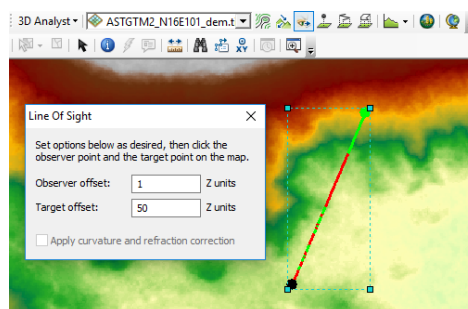 3D Analyst ASTGTM2_N16E101_dem.t
Line Of Sight
Set options below as desired, then click the
observer point and the target point on the map.
Observer offset: 1 Z units
Target offset: 50 Z units
Apply curvature and refraction correction